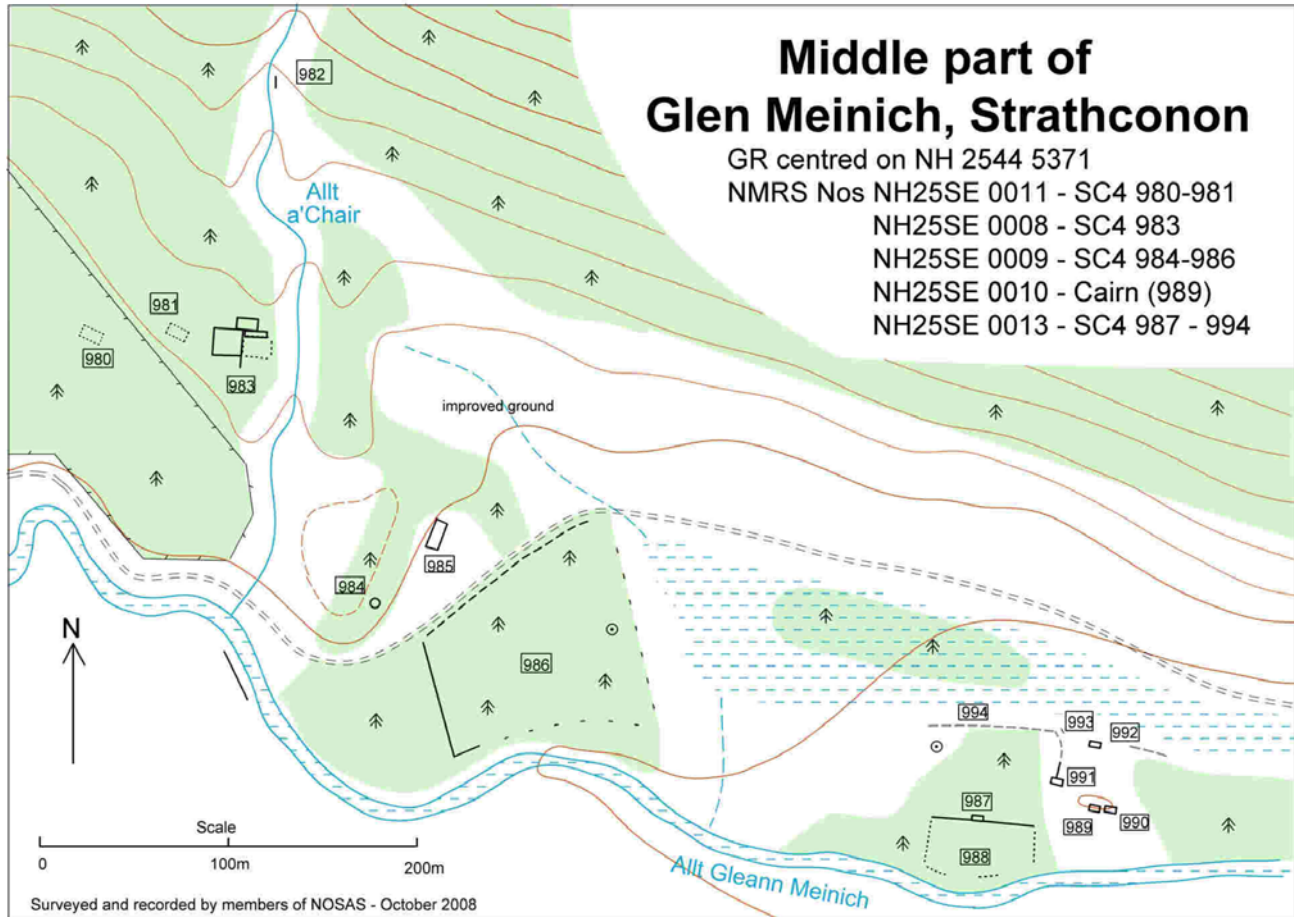 Middle part of
Glen Meinich, Strathconon
GR centred on NH 2544 5371
NMRS Nos NH25SE 0011 - SC4 980-981
NH25SE 0008 - SC4 983
NH25SE 0009 - SC4 984-986
NH25SE 0010 - Cairn (989)
NH25SE 0013 - SC4 987 - 994
982
Allt
a'Chair
981
980
983
improved ground
984
985
986
N
994
993
992
991
987
989
990
988
Scale
0
100m
200m
Allt Gleann Meinich
Surveyed and recorded by members of NOSAS - October 2008